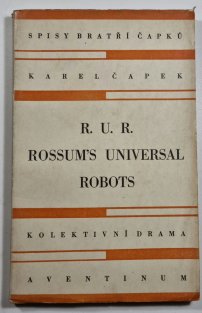 SPISY BRATŘÍ ČAPKŮ
KAREL ČAPEK
R. U. R.
ROSSUM'S UNIVERSAL
ROBOTS
KOLEKTIVNÍ DRAMA
AVENTINUM